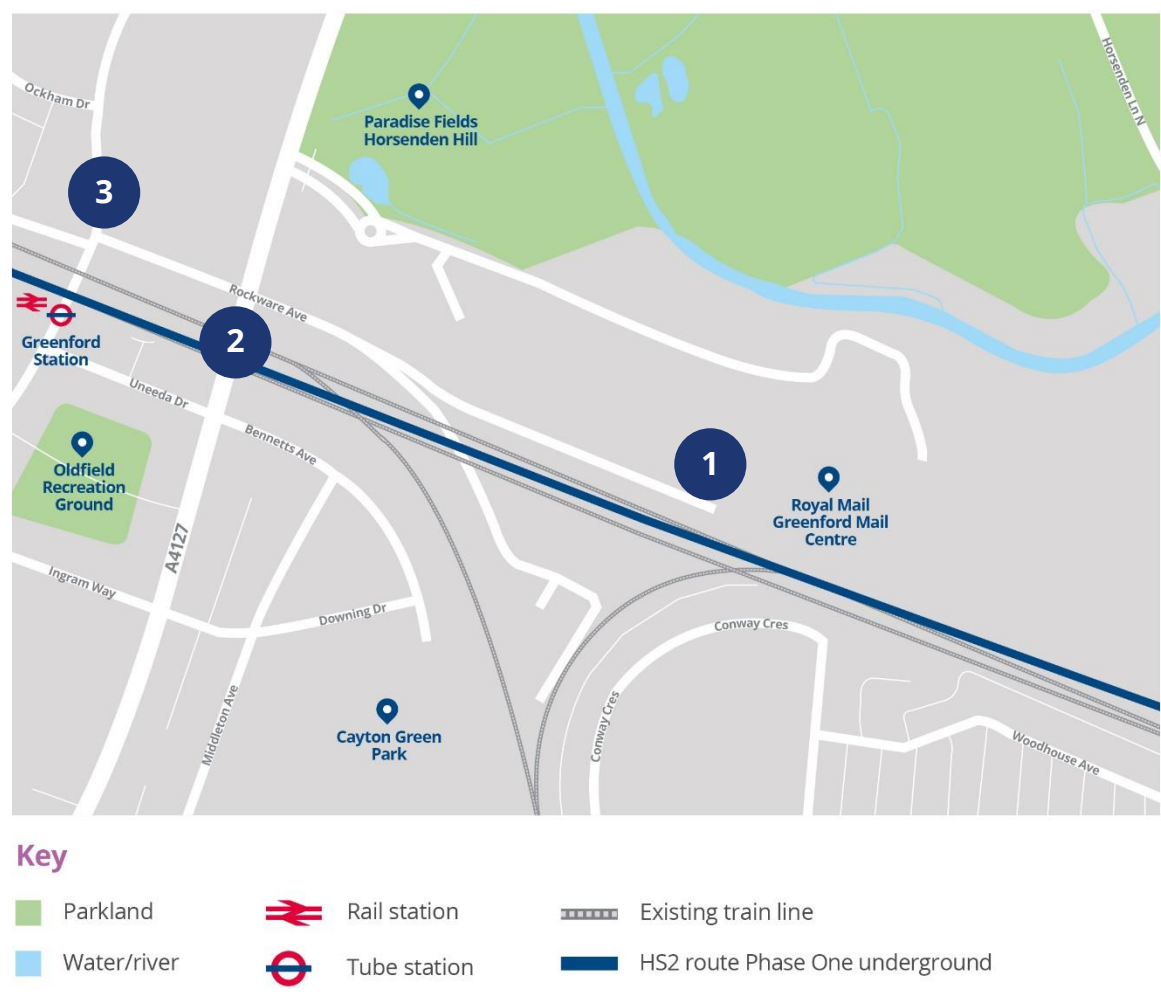 Ockham Dr
Horsenden Ln N
Paradise Fields
Horsenden Hill
3
Rockware Ave
2
Greenford
Station
Uneeda Dr
Bennetts Ave
1
Oldfield
Recreation
Ground
Royal Mail
Greenford Mail
Centre
A4127
Ingram Way
Downing Dr
Conway Cres
Middleton Ave
Conway Cres
Cayton Green
Park
Woodhouse Ave
Key
Parkland
Rail station
Existing train line
Water/river
Tube station
HS2 route Phase One underground